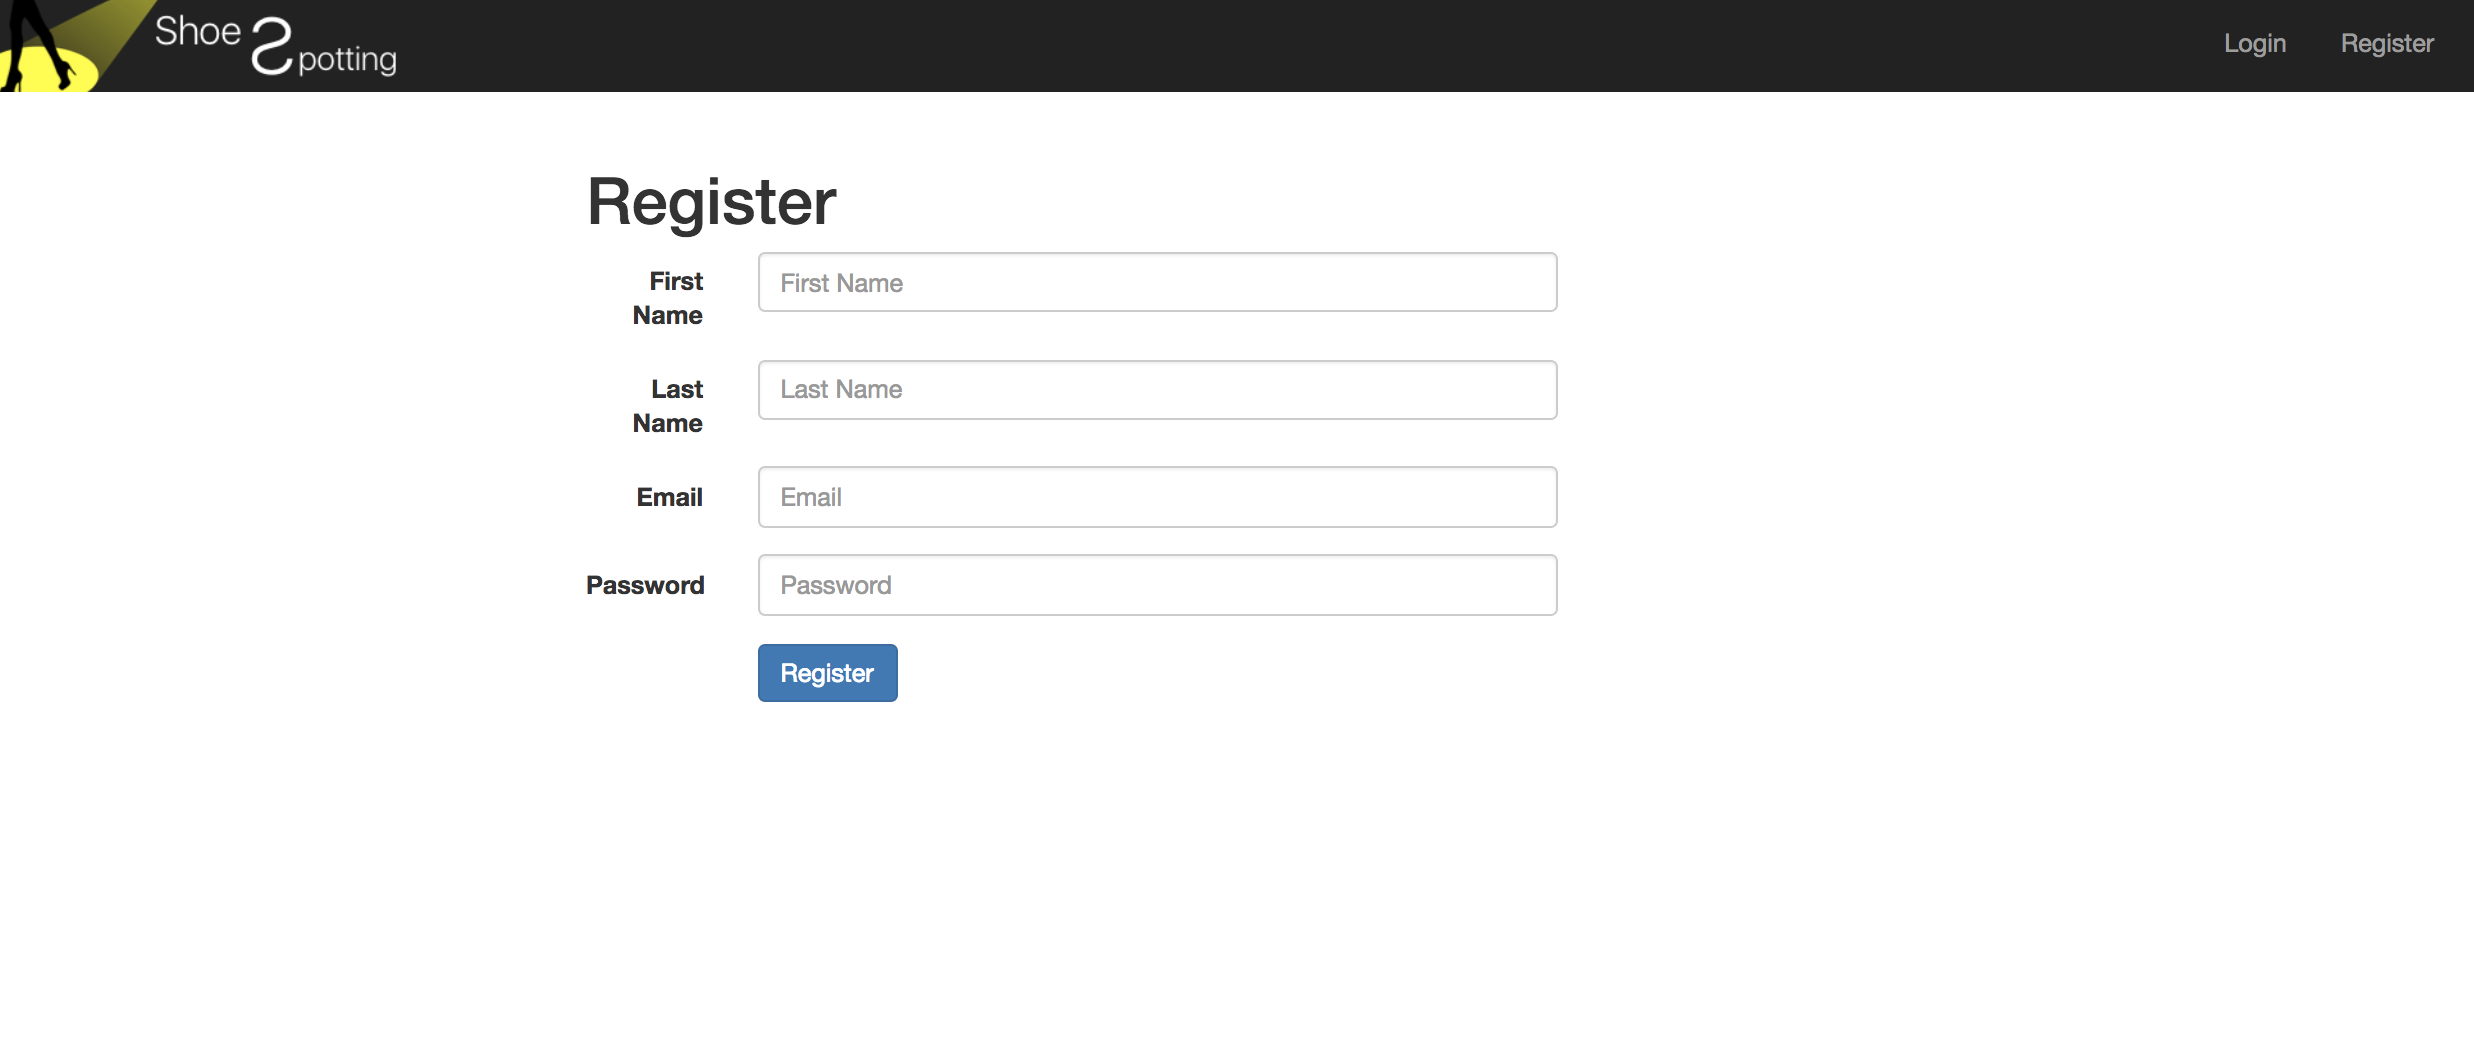 Shoe Spotting
Login
Register
Register
First
Name
First Name
Last
Name
Last Name
Email
Email
Password
Password
Register